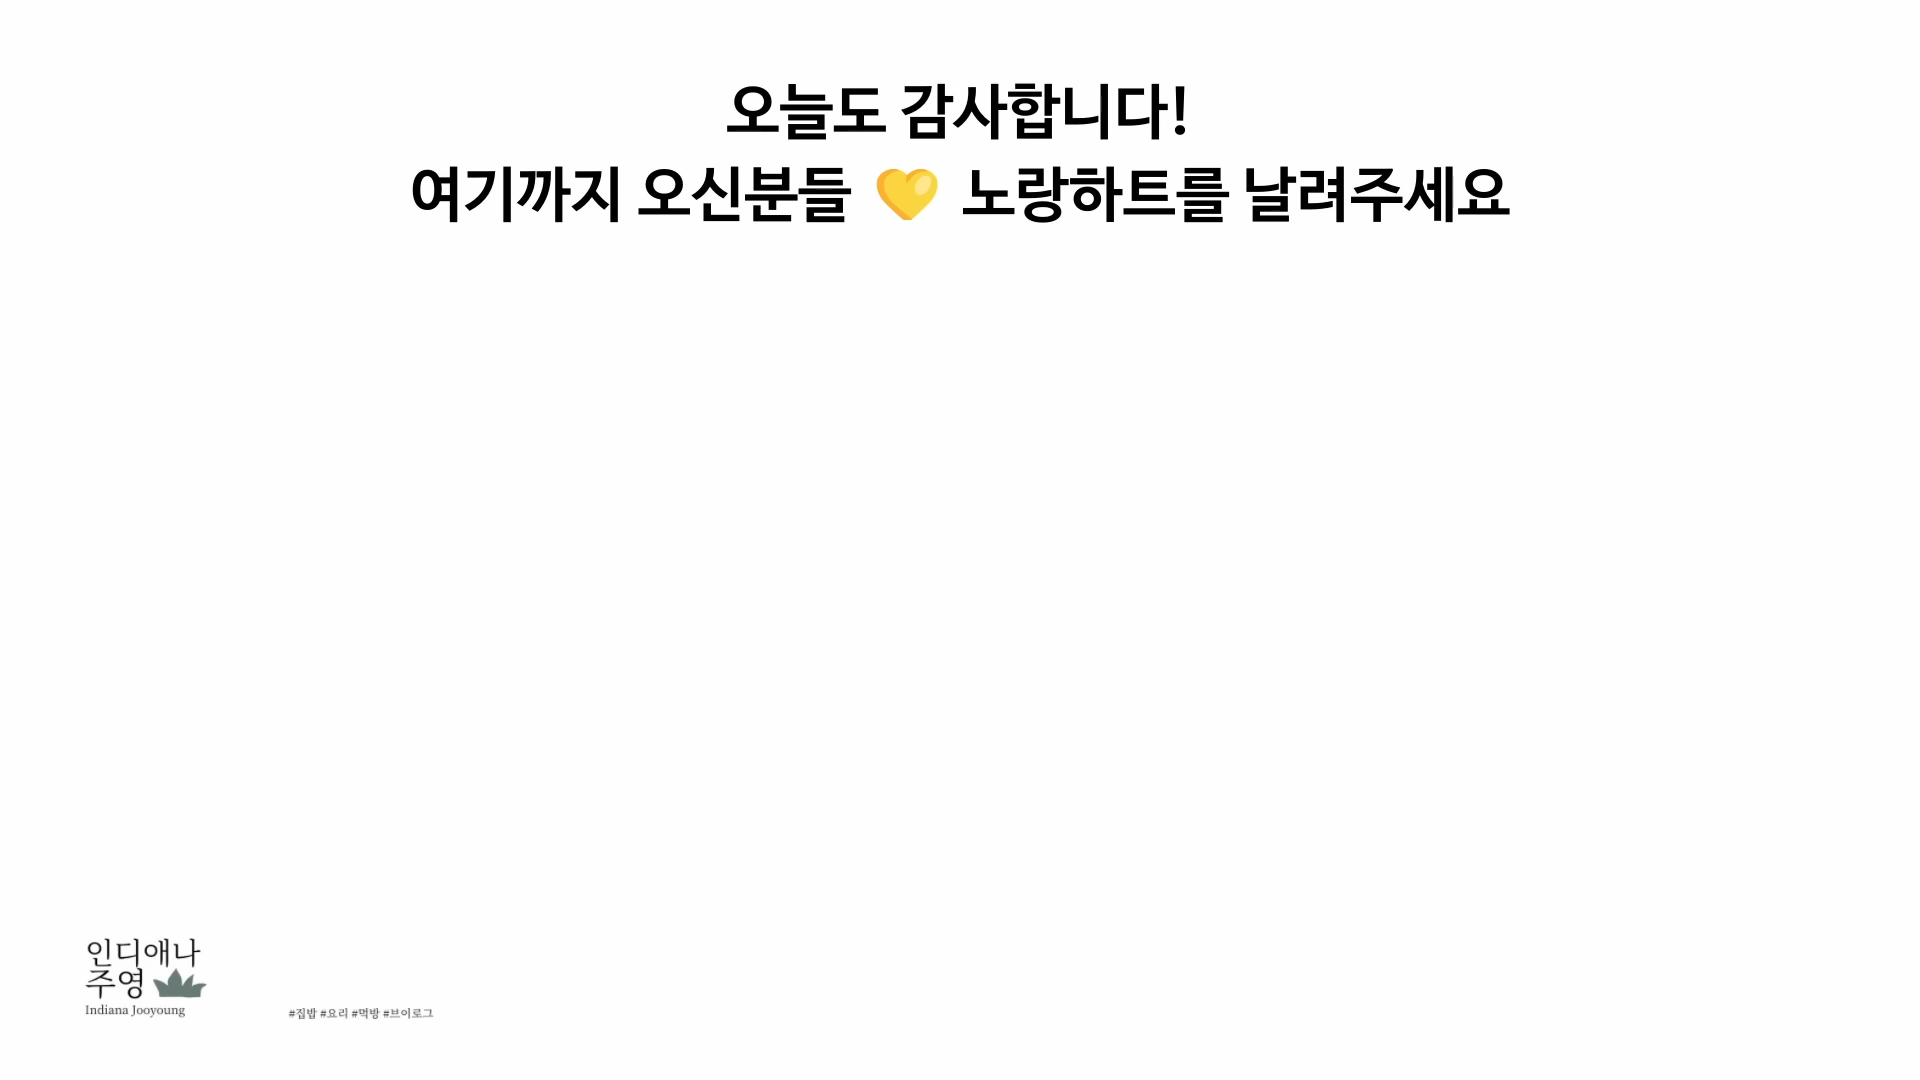 오늘도 감사합니다!
여기까지 오신분들 💛 노랑하트를 날려주세요
인디애나
주영
Indiana Jooyoung
#집밥 #요리 #먹방 #브이로그